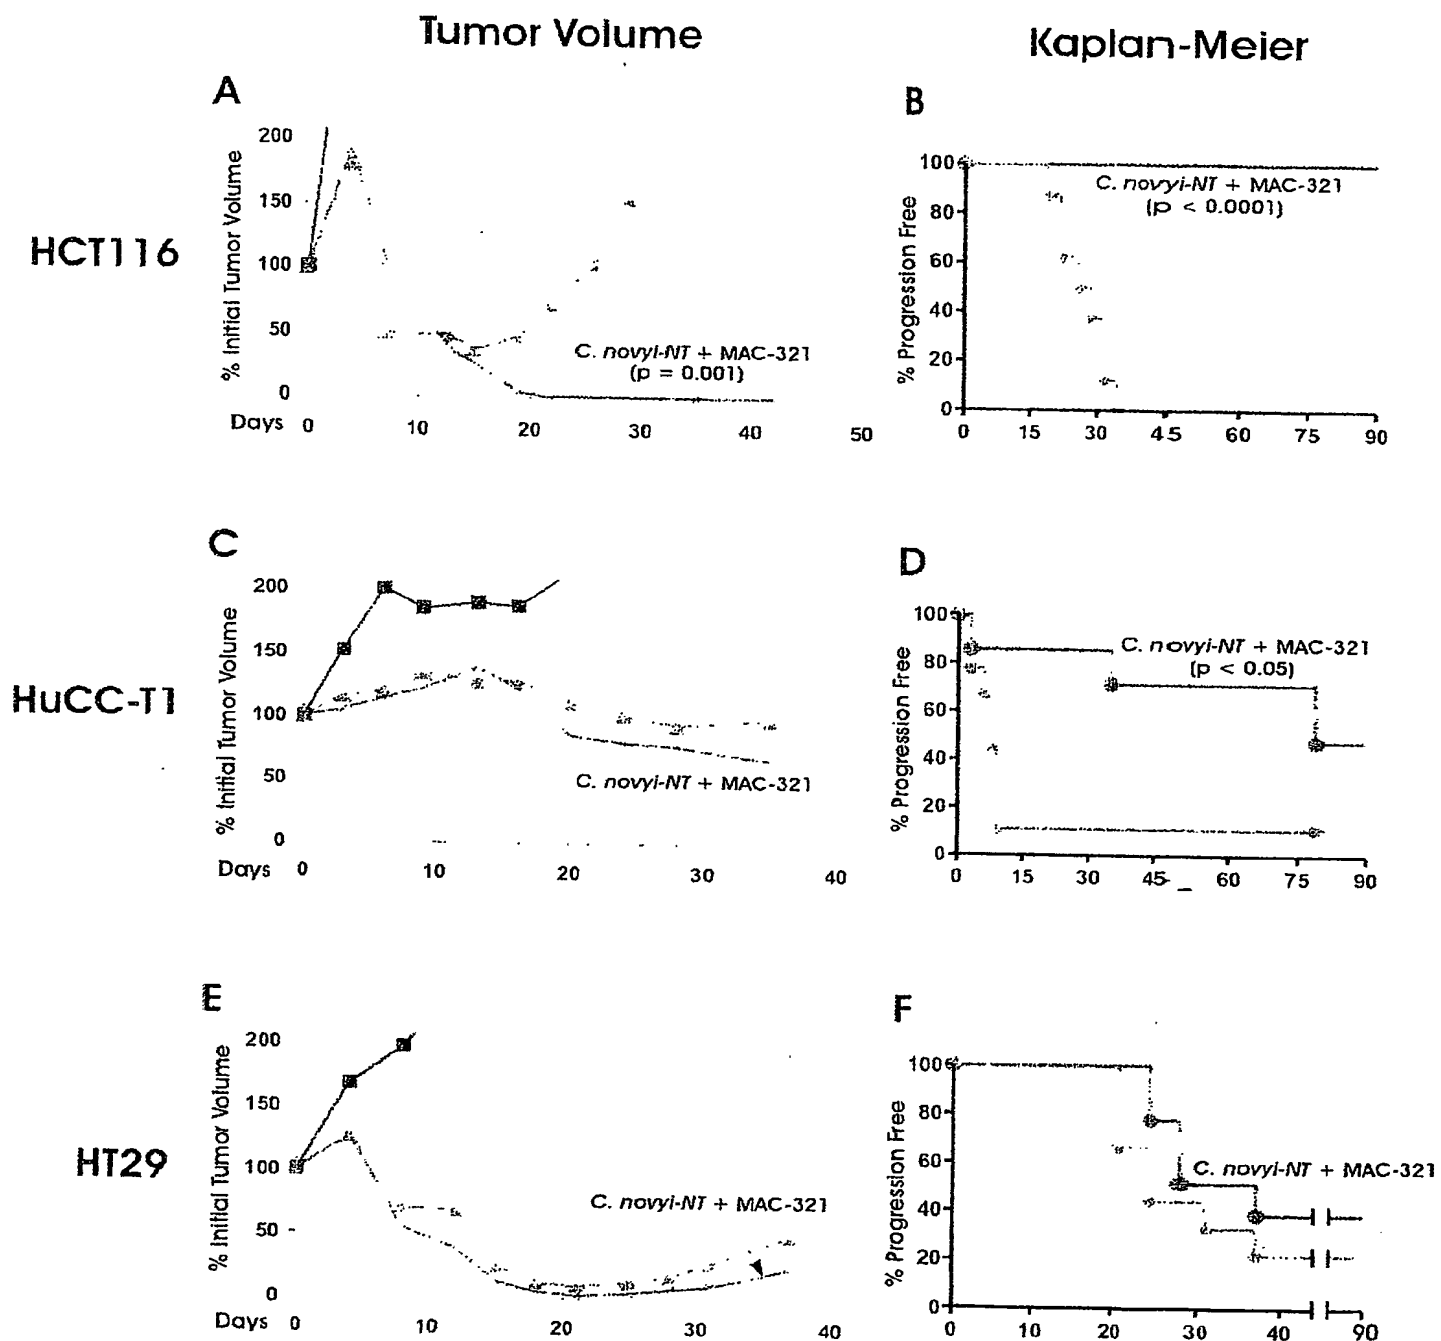 Tumor Volume
Kaplan-Meier
A
HCT116
% Initial Tumor Volume
200
150
100
50
0
C. novyi-NT + MAC-321
(p = 0.001)
Days 0 10 20 30 40 50
B
% Progression Free
100
80
60
40
20
0
C. novyi-NT + MAC-321
(p < 0.0001)
0 15 30 45 60 75 90
C
HuCC-T1
% Initial Tumor Volume
200
150
100
50
0
C. novyi-NT + MAC-321
Days 0 10 20 30 40
D
% Progression Free
100
80
60
40
20
0
C. novyi-NT + MAC-321
(p < 0.05)
0 15 30 45 60 75 90
E
HT29
% Initial Tumor Volume
200
150
100
50
0
C. novyi-NT + MAC-321
Days 0 10 20 30 40
F
% Progression Free
100
80
60
40
20
0
C. novyi-NT + MAC-321
0 10 20 30 40 90